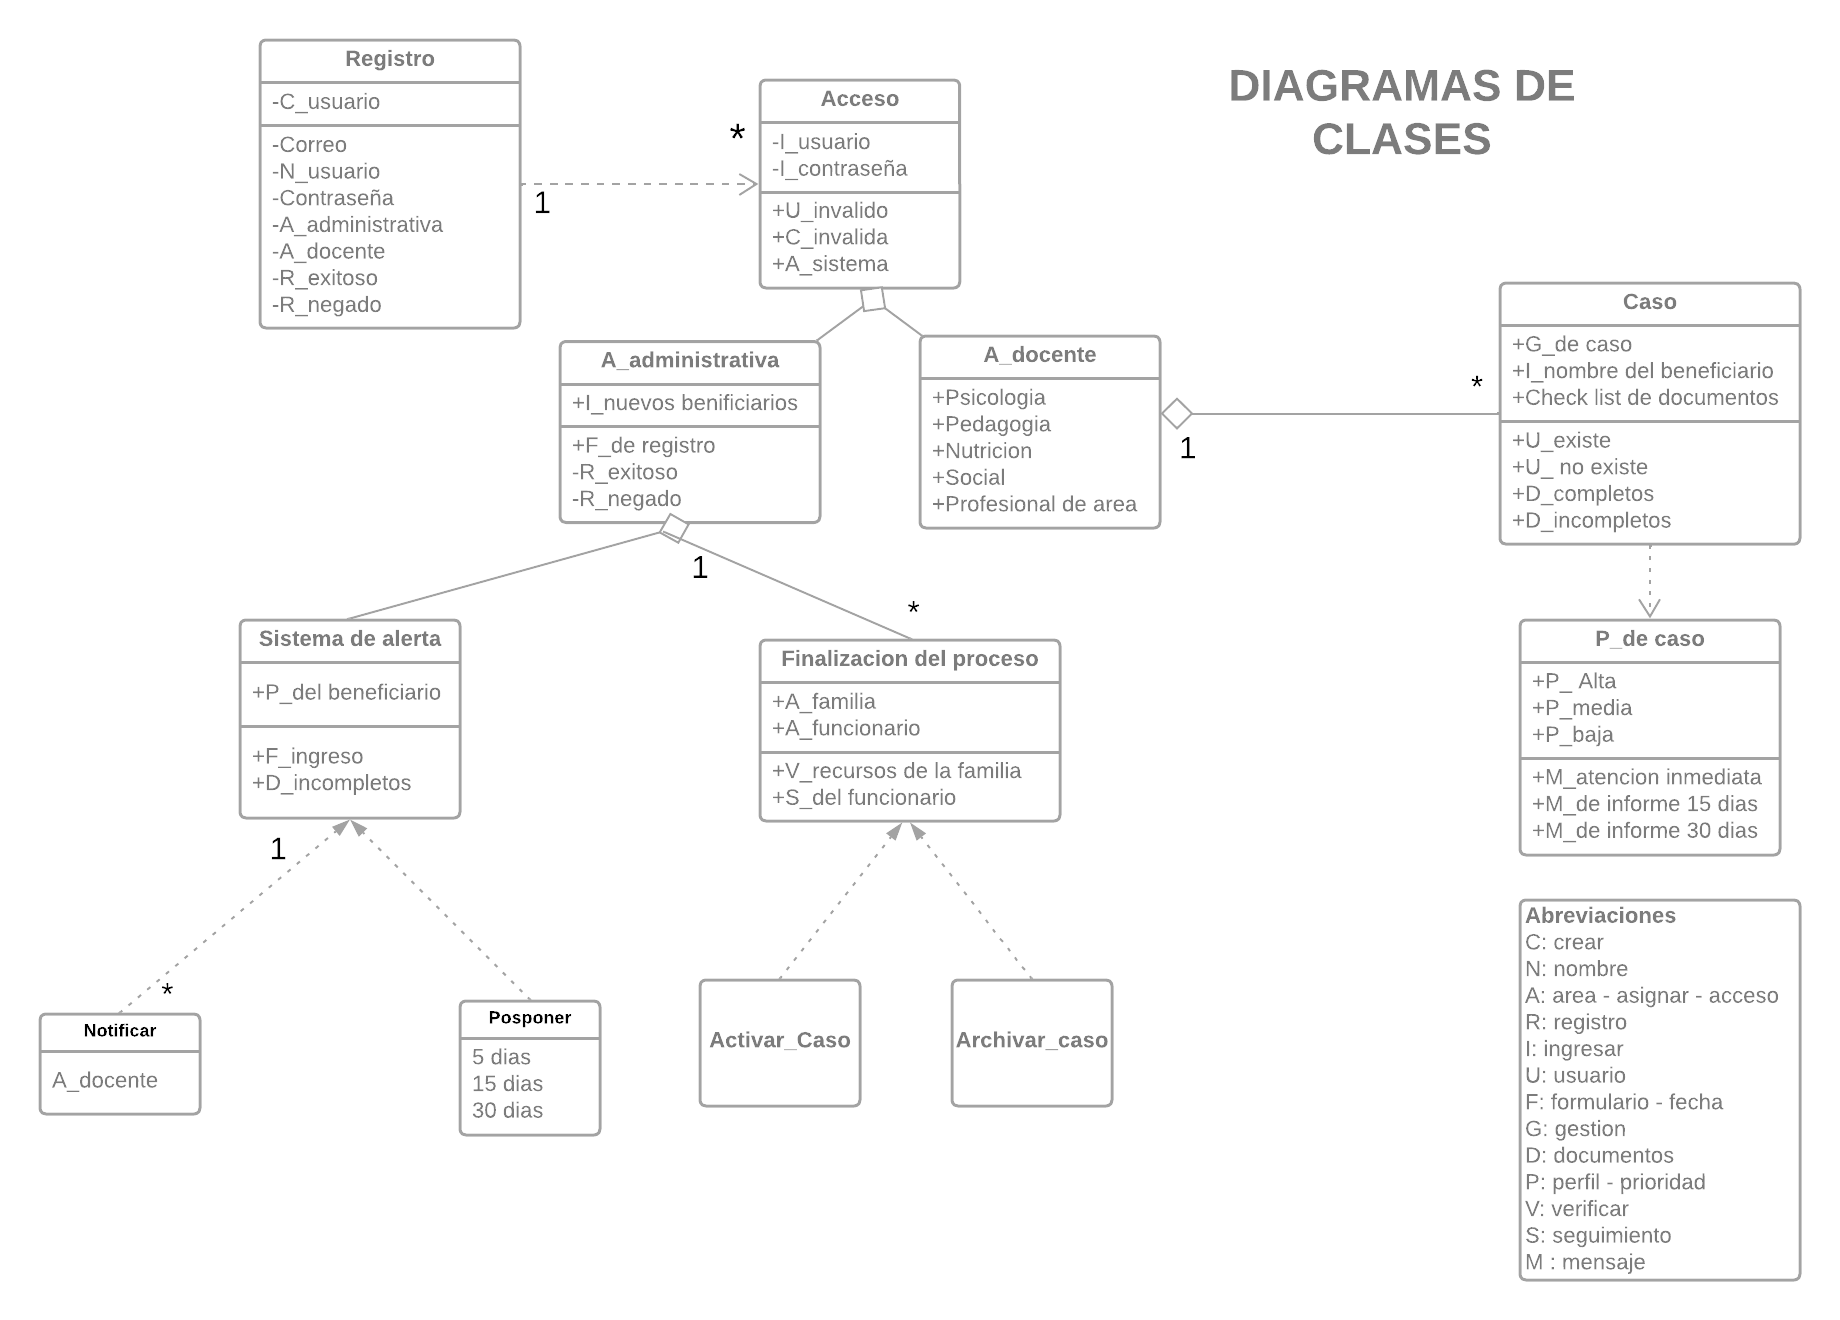 DIAGRAMAS DE
CLASES
Registro
-C_usuario
-Correo
-N_usuario
-Contraseña
-A_administrativa
-A_docente
-R_exitoso
-R_negado
1
*
Acceso
-I_usuario
-I_contraseña
+U_invalido
+C_invalida
+A_sistema
A_administrativa
+I_nuevos benificiarios
+F_de registro
-R_exitoso
-R_negado
A_docente
+Psicologia
+Pedagogia
+Nutricion
+Social
+Profesional de area
1
*
Caso
+G_de caso
+I_nombre del beneficiario
+Check list de documentos
+U_existe
+U_ no existe
+D_completos
+D_incompletos
1
*
Sistema de alerta
+P_del beneficiario
+F_ingreso
+D_incompletos
Finalizacion del proceso
+A_familia
+A_funcionario
+V_recursos de la familia
+S_del funcionario
P_de caso
+P_ Alta
+P_media
+P_baja
+M_atencion inmediata
+M_de informe 15 dias
+M_de informe 30 dias
1
*
Notificar
A_docente
Posponer
5 dias
15 dias
30 dias
Activar_Caso
Archivar_caso
Abreviaciones
C: crear
N: nombre
A: area - asignar - acceso
R: registro
I: ingresar
U: usuario
F: formulario - fecha
G: gestion
D: documentos
P: perfil - prioridad
V: verificar
S: seguimiento
M : mensaje